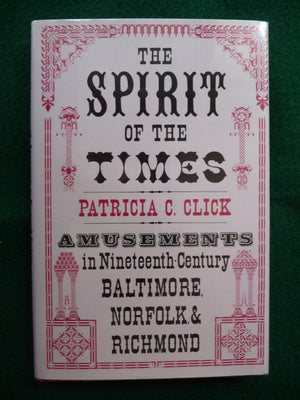 THE
SPIRIT
OF THE
TIMES
PATRICIA C. CLICK
AMUSEMENTS
in Nineteenth-Century
BALTIMORE,
NORFOLK, &
RICHMOND